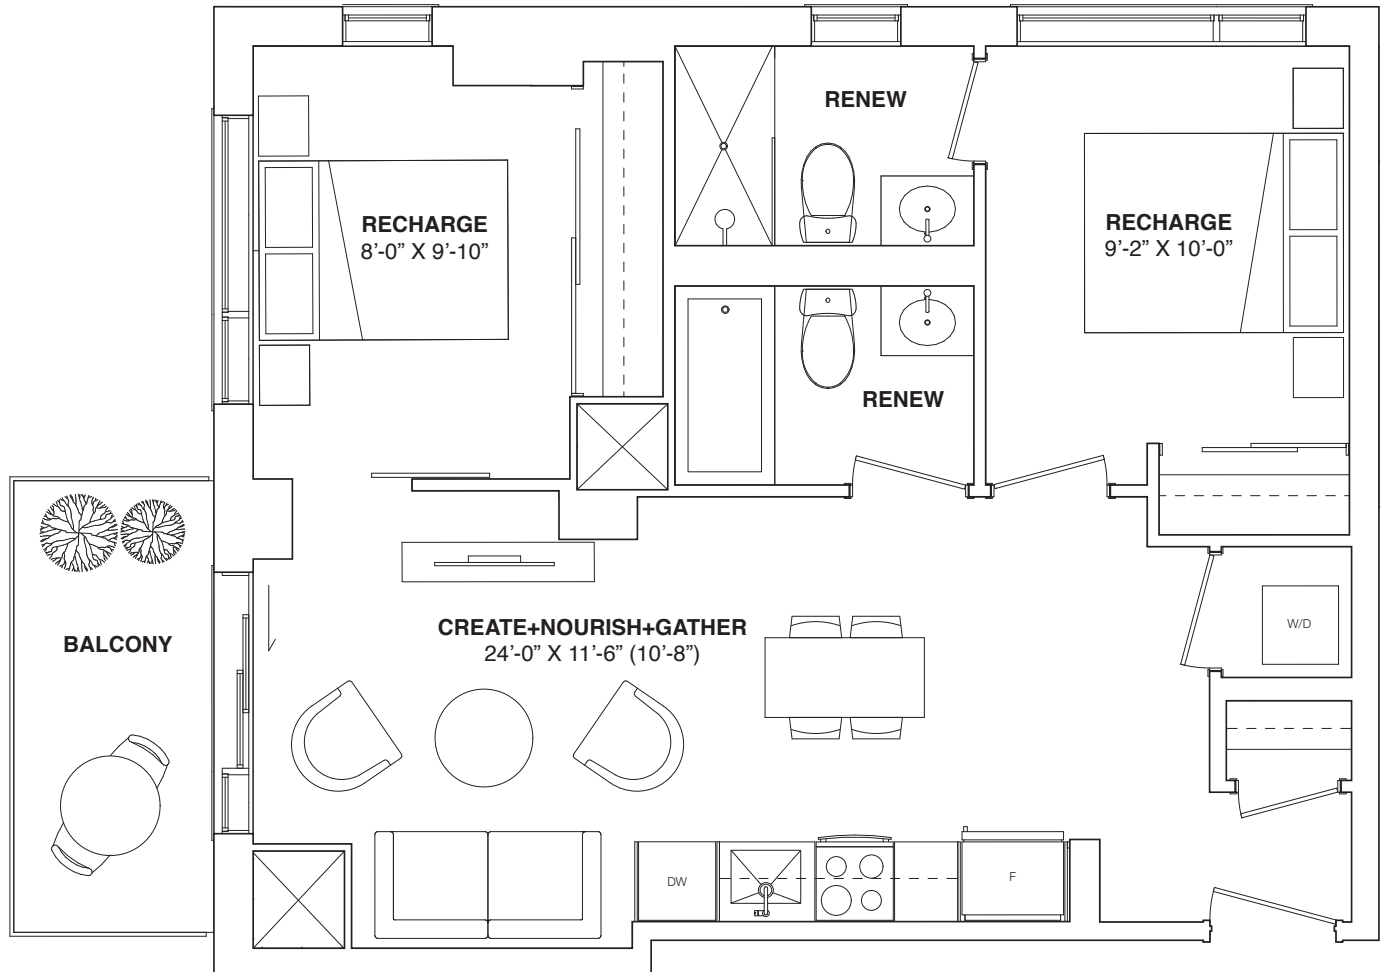 RENEW
RECHARGE
8’-0” X 9’-10”
RECHARGE
9’-2” X 10’-0”
RENEW
BALCONY
CREATE+NOURISH+GATHER
24’-0” X 11’-6” (10’-8”)
W/D
DW
F